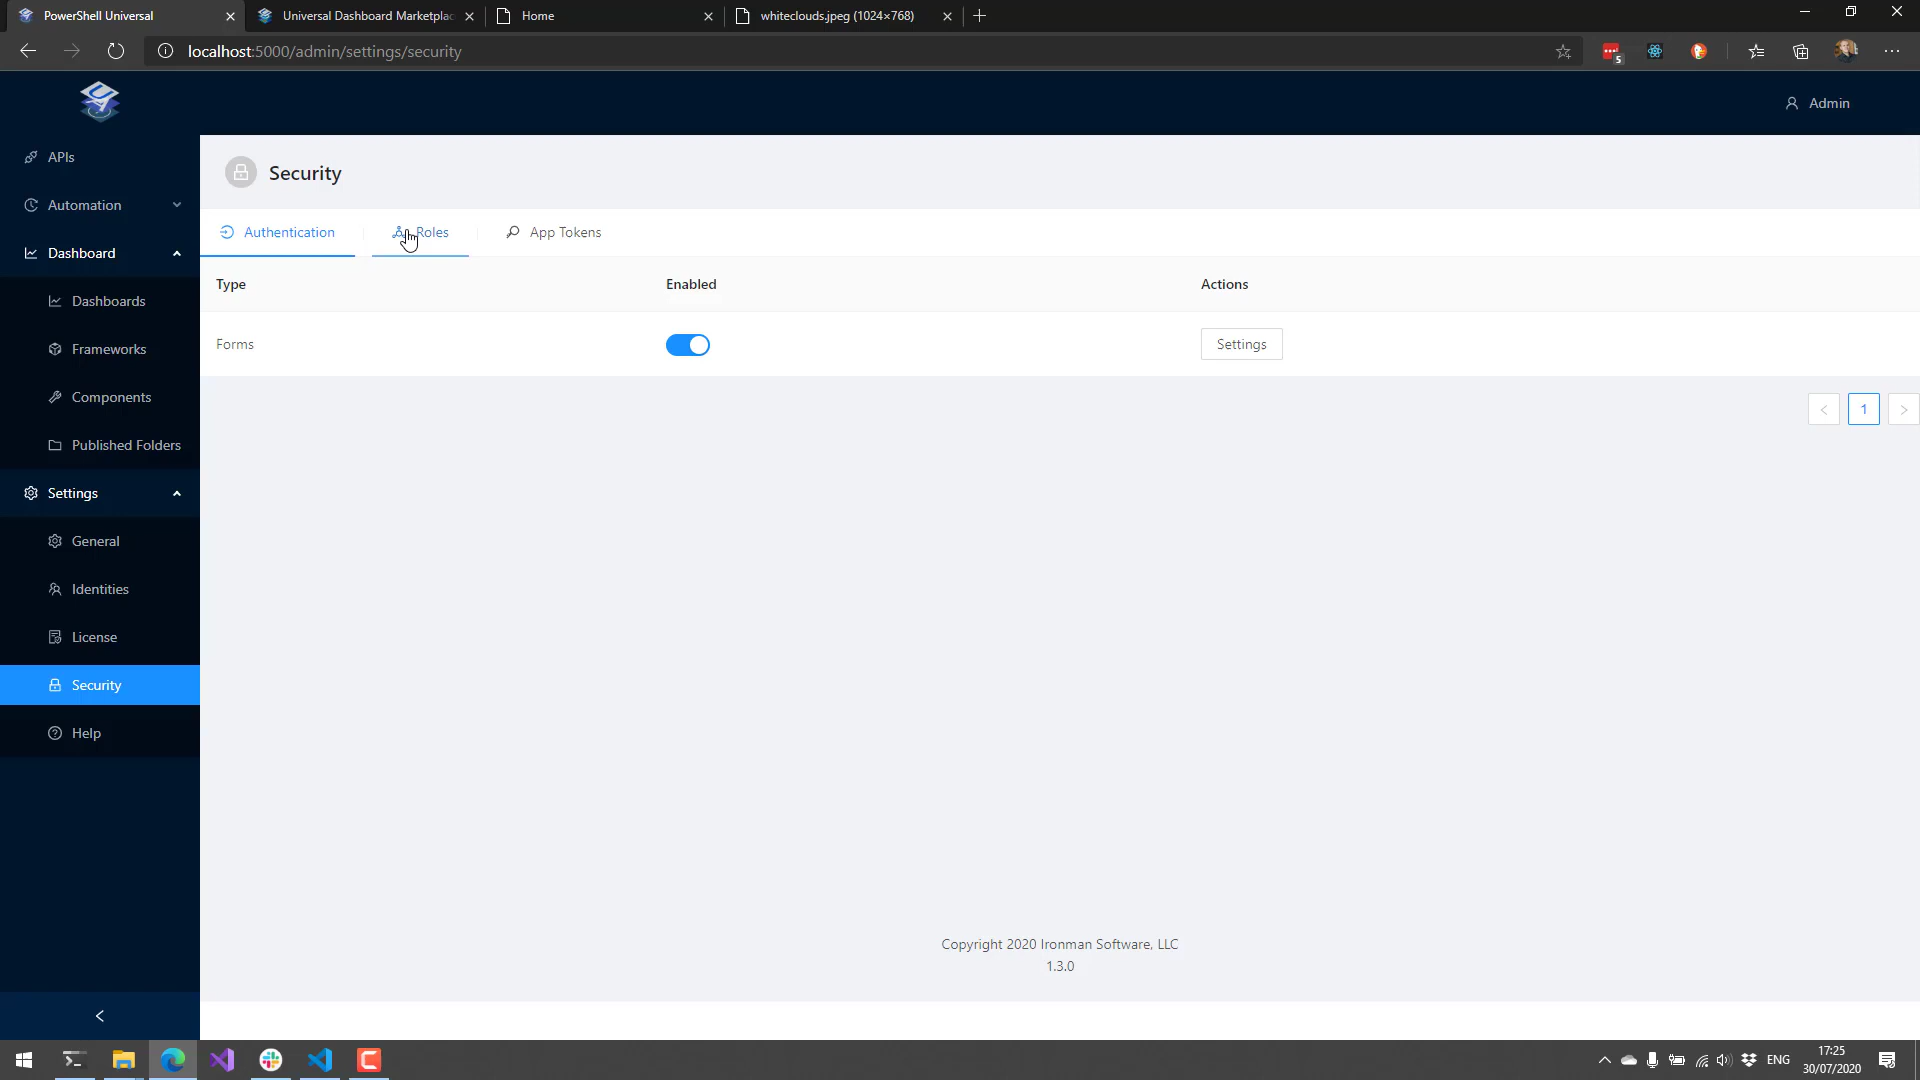 PowerShell Universal
Universal Dashboard Marketplac
Home
whiteclouds.jpeg (1024×768)
localhost:5000/admin/settings/security
5
Admin
APIs
Automation
Dashboard
Dashboards
Frameworks
Components
Published Folders
Settings
General
Identities
License
Security
Help
Security
Authentication
Roles
App Tokens
Type
Enabled
Actions
Forms
Settings
1
Copyright 2020 Ironman Software, LLC
1.3.0
ENG
17:25
30/07/2020